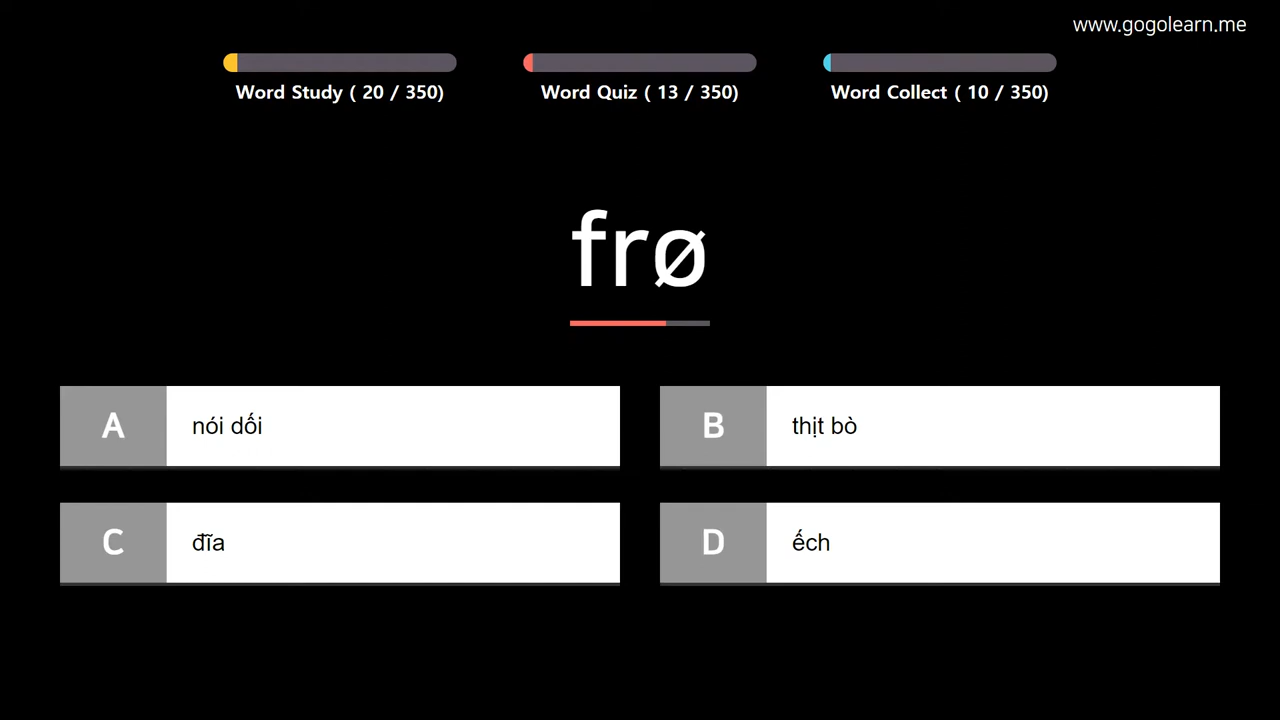 www.gogolearn.me
Word Study ( 20 / 350)
Word Quiz ( 13 / 350)
Word Collect ( 10 / 350)
frø
A
nói dối
B
thịt bò
C
đĩa
D
ếch